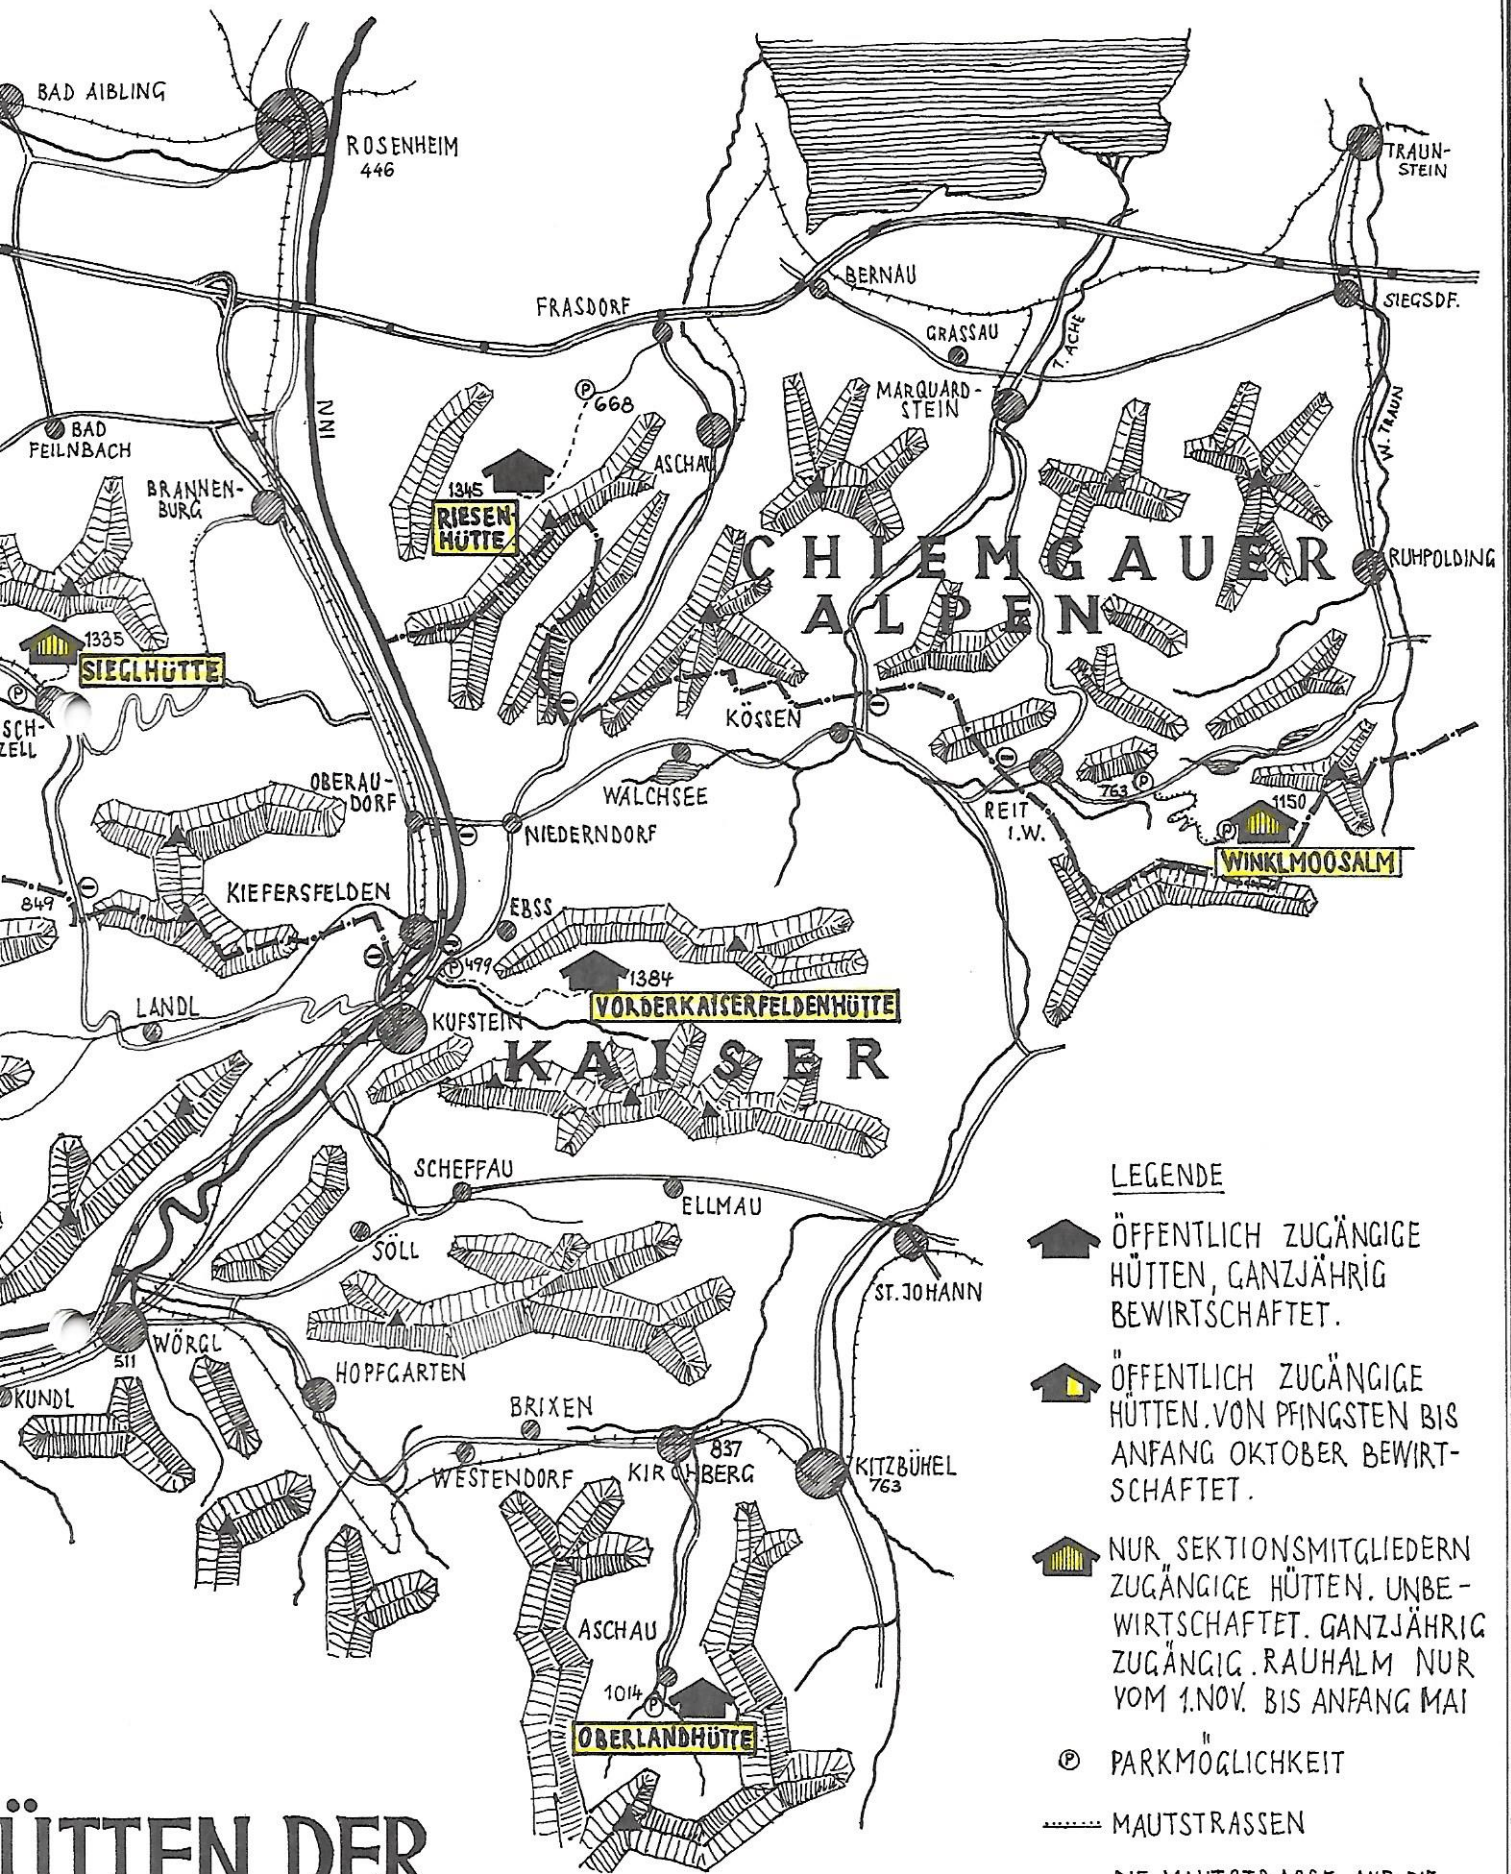 BAD AIBLING
ROSENHEIM
446
TRAUN-
STEIN
BERNAU
FRASDORF
SIEGSDF.
GRASSAU
T. ACHE
MARQUARD-
STEIN
P
668
INN
BAD
FEILNBACH
W. TRAUN
ASCHAU
BRANNEN-
BURG
1345
RIESEN-
HÜTTE
CHIEMGAUER
ALPEN
RUHPOLDING
1335
SIEGLHÜTTE
P
SCH-
ZELL
KÖSSEN
OBERAU-
DORF
WALCHSEE
763
P
REIT
I.W.
1150
P
WINKLMOOSALM
NIEDERNDORF
849
KIEFERSFELDEN
EBSS
P
499
1384
VORDERKAISERFELDENHÜTTE
LANDL
KUFSTEIN
KAISER
SCHEFFAU
ELLMAU
SÖLL
ST. JOHANN
WÖRGL
511
HOPFGARTEN
KUNDL
BRIXEN
WESTENDORF
KIRCHBERG
837
KITZBÜHEL
763
ASCHAU
1014
P
OBERLANDHÜTTE
LEGENDE
ÖFFENTLICH ZUGÄNGIGE
HÜTTEN, GANZJÄHRIG
BEWIRTSCHAFTET.
ÖFFENTLICH ZUGÄNGIGE
HÜTTEN. VON PFINGSTEN BIS
ANFANG OKTOBER BEWIRT-
SCHAFTET.
NUR SEKTIONSMITGLIEDERN
ZUGÄNGIGE HÜTTEN. UNBE-
WIRTSCHAFTET. GANZJÄHRIG
ZUGÄNGIG. RAUHALM NUR
VOM 1. NOV. BIS ANFANG MAI
P PARKMÖGLICHKEIT
MAUTSTRASSEN
ÜTTEN DER